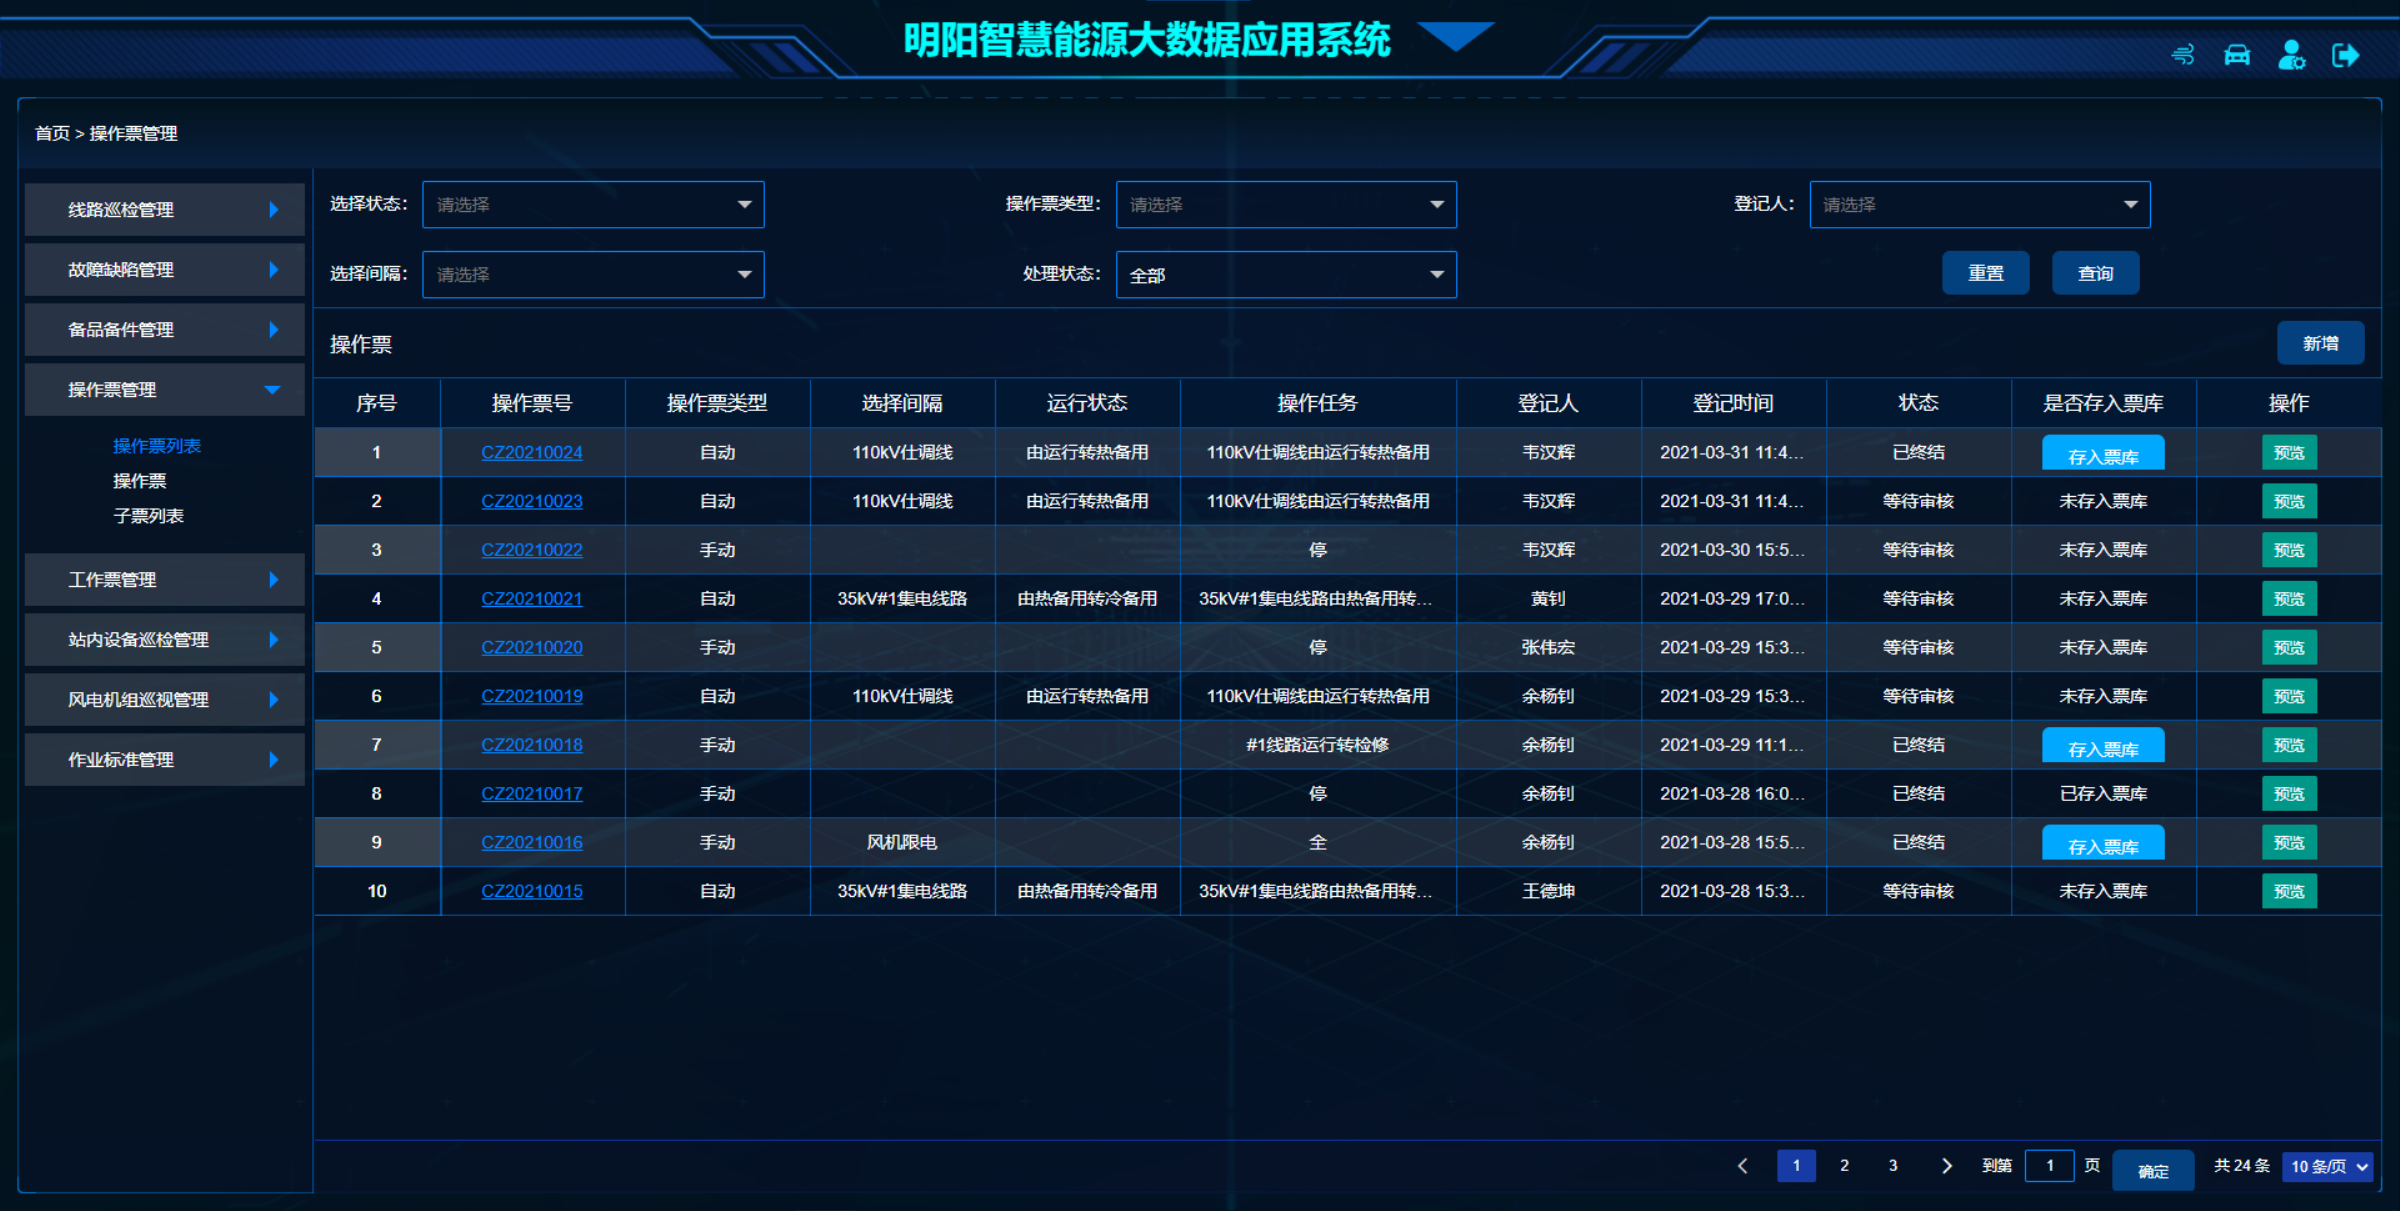 明阳智慧能源大数据应用系统
首页 > 操作票管理
线路巡检管理
故障缺陷管理
备品备件管理
操作票管理
操作票列表
操作票
子票列表
工作票管理
站内设备巡检管理
风电机组巡视管理
作业标准管理
选择状态： 请选择 操作票类型： 请选择 登记人： 请选择
选择间隔： 请选择 处理状态： 全部 重置 查询
操作票 新增
序号 操作票号 操作票类型 选择间隔 运行状态 操作任务 登记人 登记时间 状态 是否存入票库 操作
1 CZ20210024 自动 110kV仕调线 由运行转热备用 110kV仕调线由运行转热备用 韦汉辉 2021-03-31 11:4... 已终结 存入票库 预览
2 CZ20210023 自动 110kV仕调线 由运行转热备用 110kV仕调线由运行转热备用 韦汉辉 2021-03-31 11:4... 等待审核 未存入票库 预览
3 CZ20210022 手动 停 韦汉辉 2021-03-30 15:5... 等待审核 未存入票库 预览
4 CZ20210021 自动 35kV#1集电线路 由热备用转冷备用 35kV#1集电线路由热备用转... 黄钊 2021-03-29 17:0... 等待审核 未存入票库 预览
5 CZ20210020 手动 停 张伟宏 2021-03-29 15:3... 等待审核 未存入票库 预览
6 CZ20210019 自动 110kV仕调线 由运行转热备用 110kV仕调线由运行转热备用 余杨钊 2021-03-29 15:3... 等待审核 未存入票库 预览
7 CZ20210018 手动 #1线路运行转检修 余杨钊 2021-03-29 11:1... 已终结 存入票库 预览
8 CZ20210017 手动 停 余杨钊 2021-03-28 16:0... 已终结 已存入票库 预览
9 CZ20210016 手动 风机限电 全 余杨钊 2021-03-28 15:5... 已终结 存入票库 预览
10 CZ20210015 自动 35kV#1集电线路 由热备用转冷备用 35kV#1集电线路由热备用转... 王德坤 2021-03-28 15:3... 等待审核 未存入票库 预览
1 2 3 到第 1 页 确定 共 24 条 10 条/页